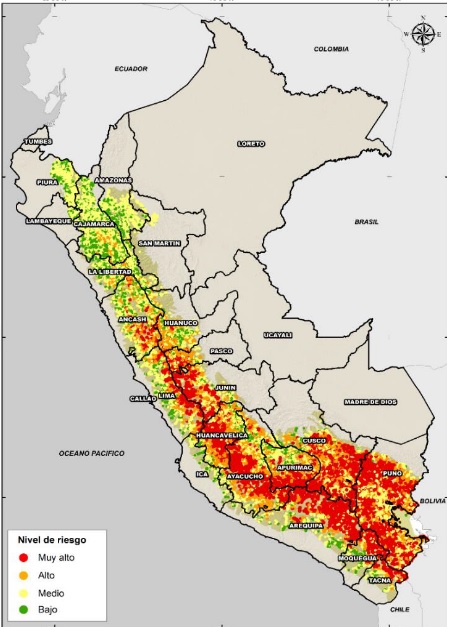 N
W E
S
COLOMBIA
ECUADOR
TUMBES
LORETO
PIURA
AMAZONAS
LAMBAYEQUE
CAJAMARCA
BRASIL
SAN MARTIN
LA LIBERTAD
ANCASH
HUANUCO
UCAYALI
PASCO
JUNIN
CALLAO
LIMA
MADRE DE DIOS
HUANCAVELICA
CUSCO
OCEANO PACÍFICO
ICA
AYACUCHO
APURIMAC
PUNO
BOLIVIA
AREQUIPA
MOQUEGUA
TACNA
CHILE
Nivel de riesgo
Muy alto
Alto
Medio
Bajo